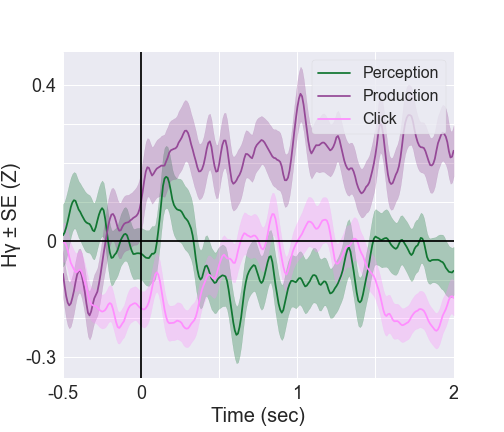 Perception
Production
Click
Hγ ± SE (Z)
0.4
0
-0.3
-0.5
0
1
2
Time (sec)